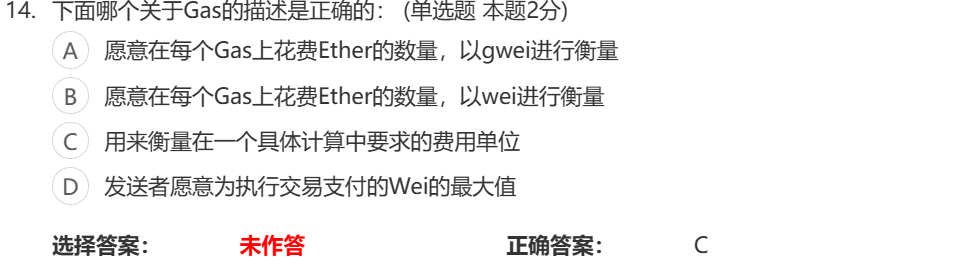 14. 下面哪个关于Gas的描述是正确的： (单选题 本题2分)
A 愿意在每个Gas上花费Ether的数量，以gwei进行衡量
B 愿意在每个Gas上花费Ether的数量，以wei进行衡量
C 用来衡量在一个具体计算中要求的费用单位
D 发送者愿意为执行交易支付的Wei的最大值
选择答案： 未作答 正确答案： C